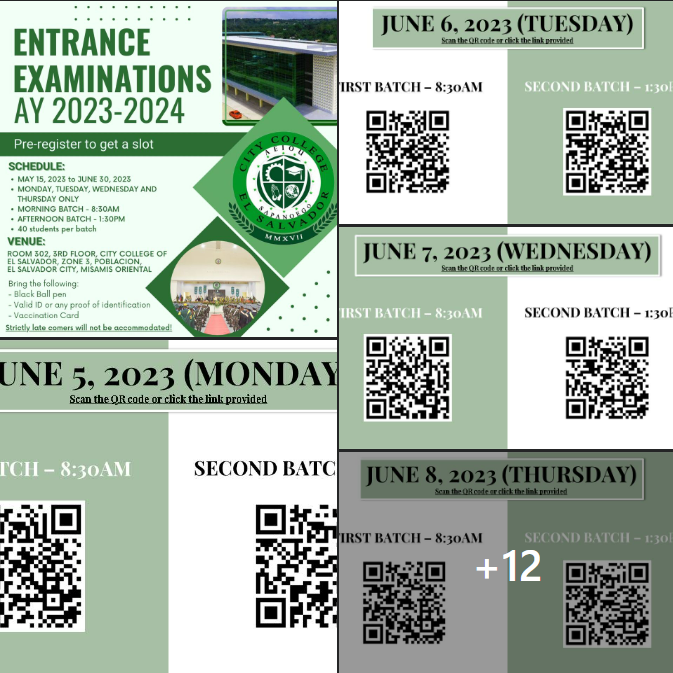 ENTRANCE
EXAMINATIONS
AY 2023-2024
Pre-register to get a slot
SCHEDULE:
• MAY 15, 2023 to JUNE 30, 2023
• MONDAY, TUESDAY, WEDNESDAY AND
THURSDAY ONLY
• MORNING BATCH - 8:30AM
• AFTERNOON BATCH - 1:30PM
• 40 students per batch
VENUE:
ROOM 302, 3RD FLOOR, CITY COLLEGE OF
EL SALVADOR, ZONE 3, POBLACION,
EL SALVADOR CITY, MISAMIS ORIENTAL
Bring the following:
- Black Ball pen
- Valid ID or any proof of identification
- Vaccination Card
Strictly late comers will not be accommodated!
CITY COLLEGE
AEIOU
SAPANDEGO
EL SALVADOR
MMXVII
JUNE 6, 2023 (TUESDAY)
Scan the QR code or click the link provided
IRST BATCH – 8:30AM
SECOND BATCH – 1:30
JUNE 7, 2023 (WEDNESDAY)
Scan the QR code or click the link provided
IRST BATCH – 8:30AM
SECOND BATCH – 1:30
UNE 5, 2023 (MONDAY
Scan the QR code or click the link provided
TCH – 8:30AM
SECOND BATC
JUNE 8, 2023 (THURSDAY)
Scan the QR code or click the link provided
IRST BATCH – 8:30AM
SECOND BATCH – 1:30
+12